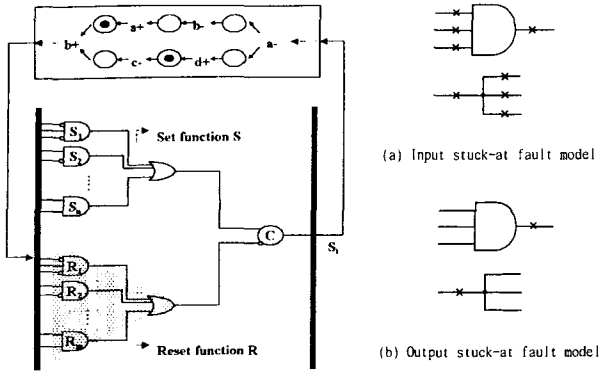 a+ b-
b+ a-
c- d+
S1
Set function S
S2
Sn
C
Si
R1
R2
Rm
Reset function R
(a) Input stuck-at fault model
(b) Output stuck-at fault model